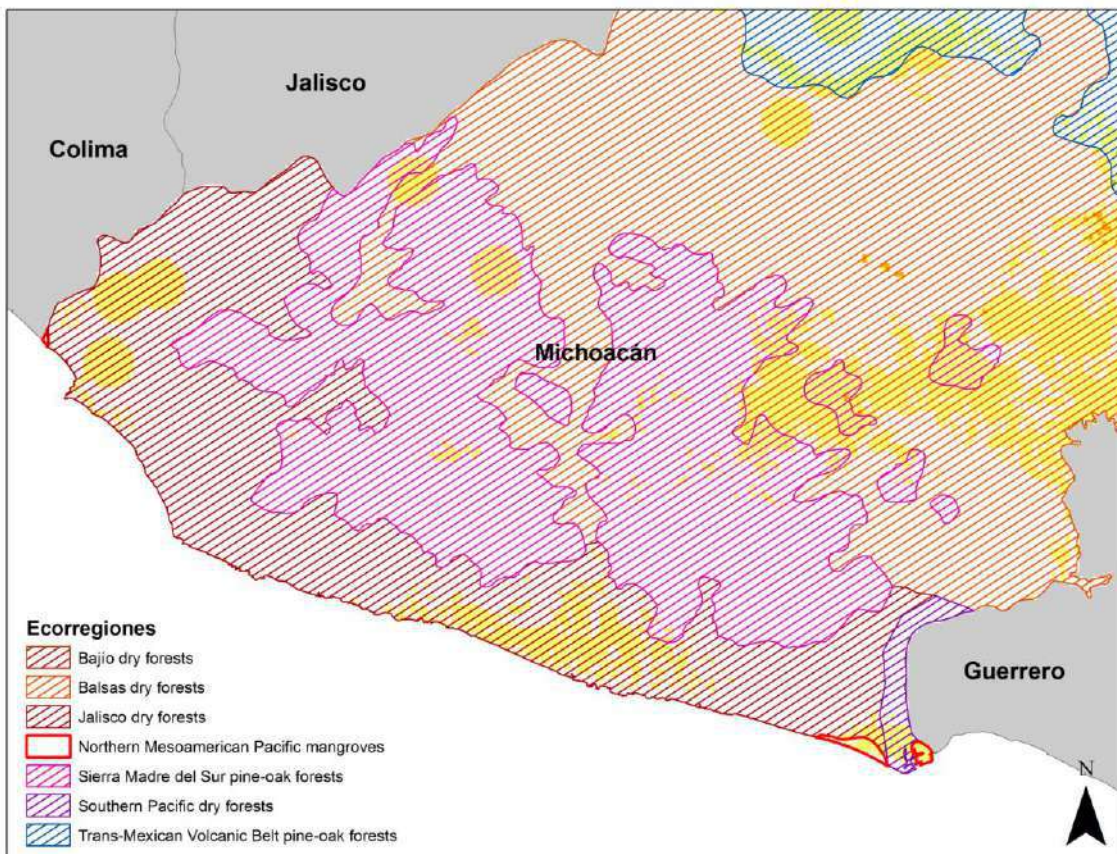 Jalisco
Colima
Michoacán
Guerrero
Ecorregiones
Bajío dry forests
Balsas dry forests
Jalisco dry forests
Northern Mesoamerican Pacific mangroves
Sierra Madre del Sur pine-oak forests
Southern Pacific dry forests
Trans-Mexican Volcanic Belt pine-oak forests
N